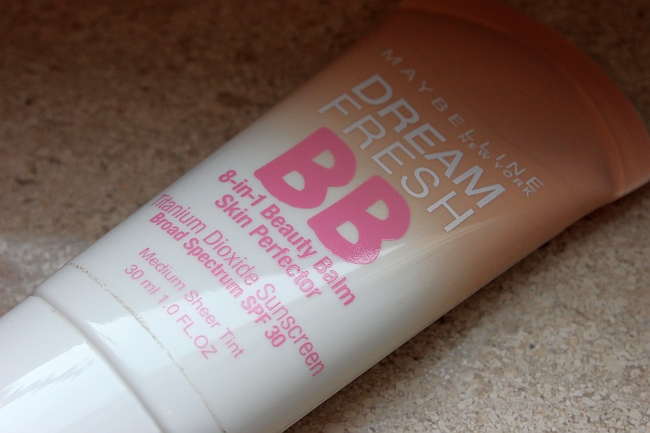 MAYBELLINE
NEW YORK
DREAM
FRESH
BB
8-in-1 Beauty Balm
Skin Perfector
Titanium Dioxide Sunscreen
Broad Spectrum SPF 30
Medium Sheer Tint
30 ml 1.0 FL.OZ